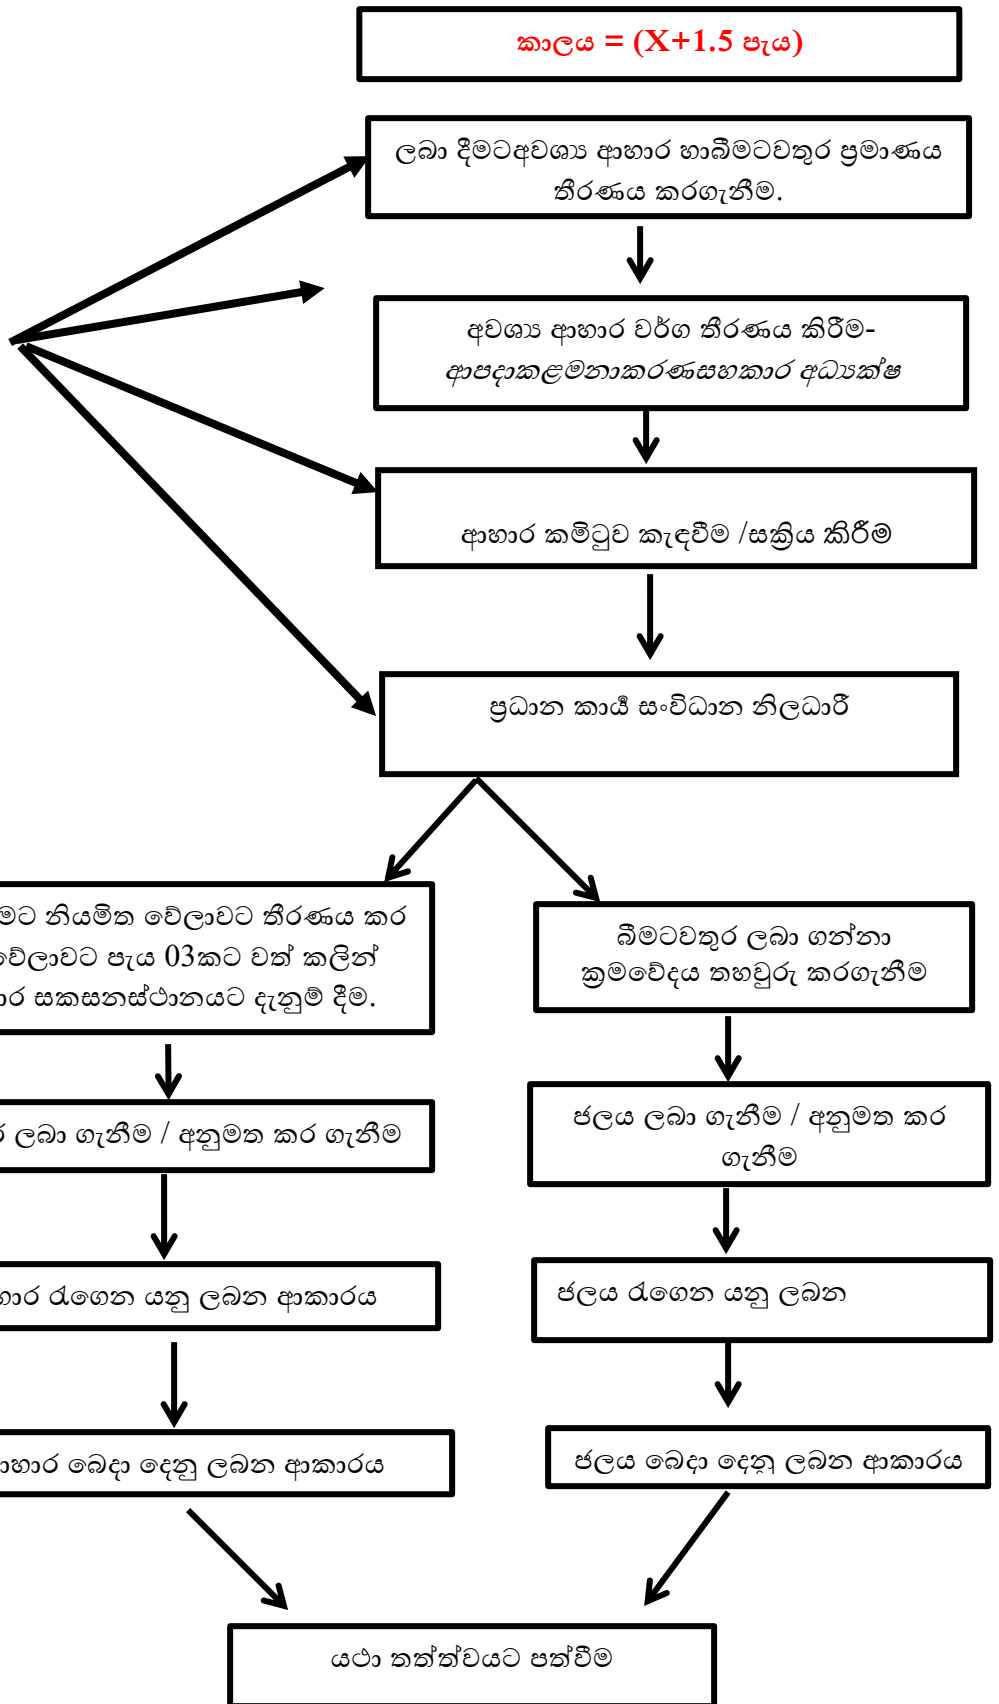 කාලය = (X+1.5 පැය)
ලබා දීමටඅවශ්‍ය ආහාර හාබීමටවතුර ප්‍රමාණය
තීරණය කරගැනීම.
අවශ්‍ය ආහාර වර්ග තීරණය කිරීම-
ආපදාකළමනාකරණසහකාර අධ්‍යක්ෂ
ආහාර කමිටුව කැඳවීම /සක්‍රිය කිරීම
ප්‍රධාන කාර්‍ය සංවිධාන නිලධාරී
මට නියමිත වේලාවට තීරණය කර
වේලාවට පැය 03කට වත් කලින්
ාර සකසනස්ථානයට දැනුම් දීම.
බීමටවතුර ලබා ගන්නා
ක්‍රමවේදය තහවුරු කරගැනීම
ර ලබා ගැනීම / අනුමත කර ගැනීම
ජලය ලබා ගැනීම / අනුමත කර
ගැනීම
හාර රැගෙන යනු ලබන ආකාරය
ජලය රැගෙන යනු ලබන
ාහාර බෙදා දෙනු ලබන ආකාරය
ජලය බෙදා දෙනු ලබන ආකාරය
යථා තත්ත්වයට පත්වීම